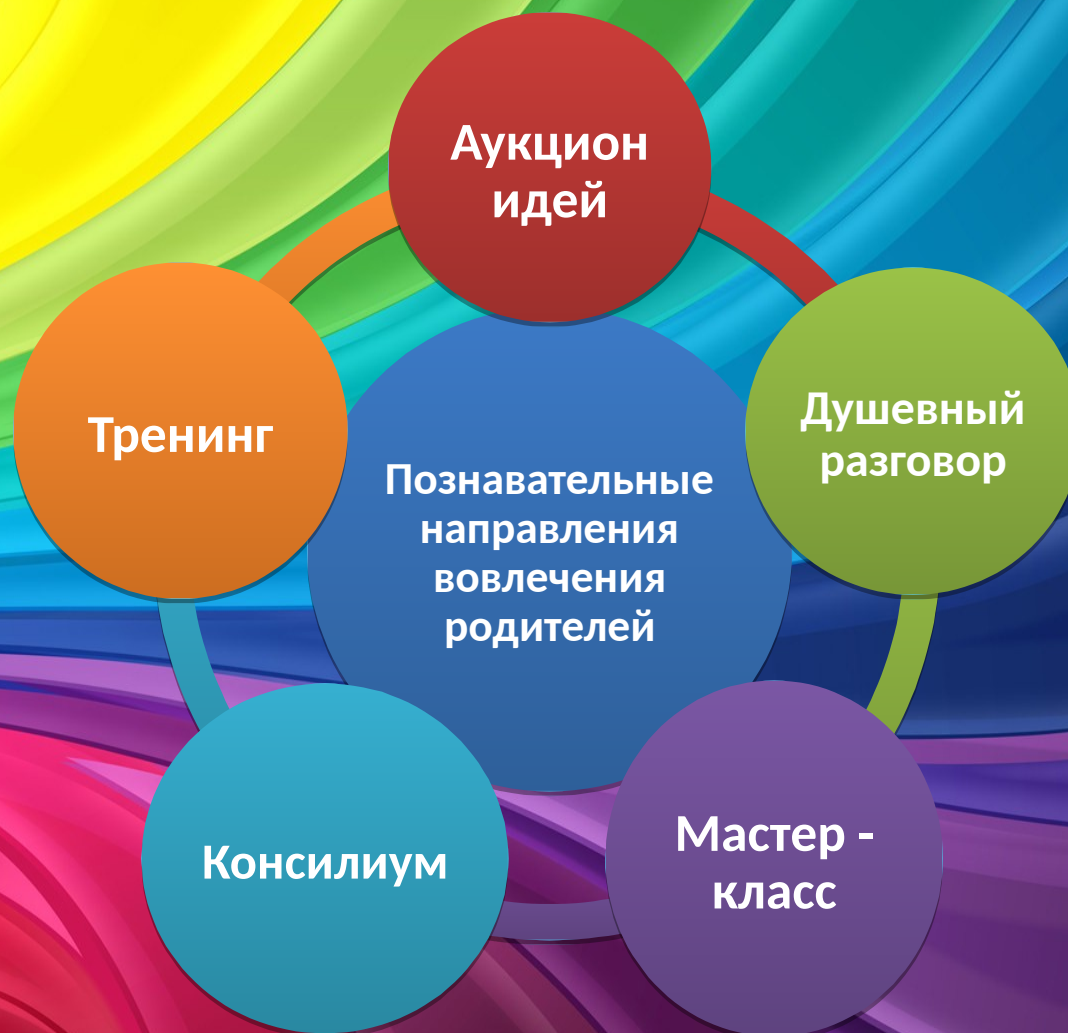 Аукцион
идей
Душевный
разговор
Тренинг
Познавательные
направления
вовлечения
родителей
Мастер -
класс
Консилиум